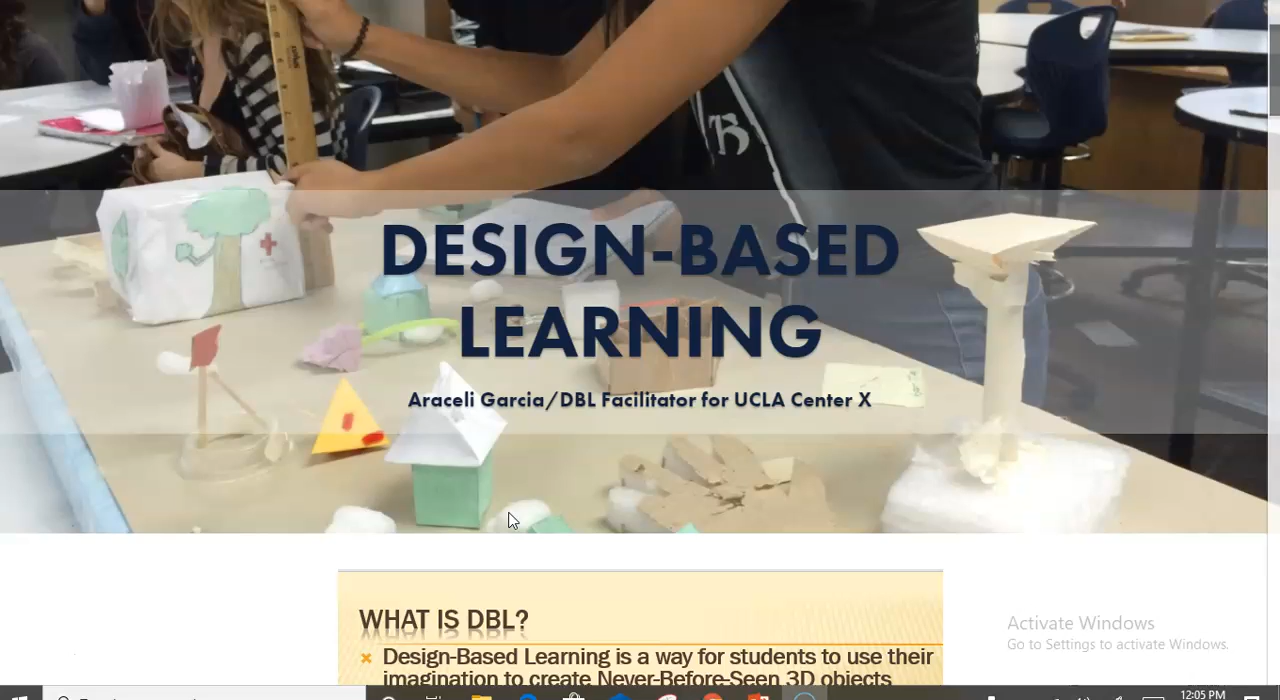 B
DESIGN-BASED
LEARNING
Araceli Garcia/DBL Facilitator for UCLA Center X
WHAT IS DBL?
Design-Based Learning is a way for students to use their
imagination to create Never-Before-Seen 3D objects
Activate Windows
Go to Settings to activate Windows.
12:05 PM